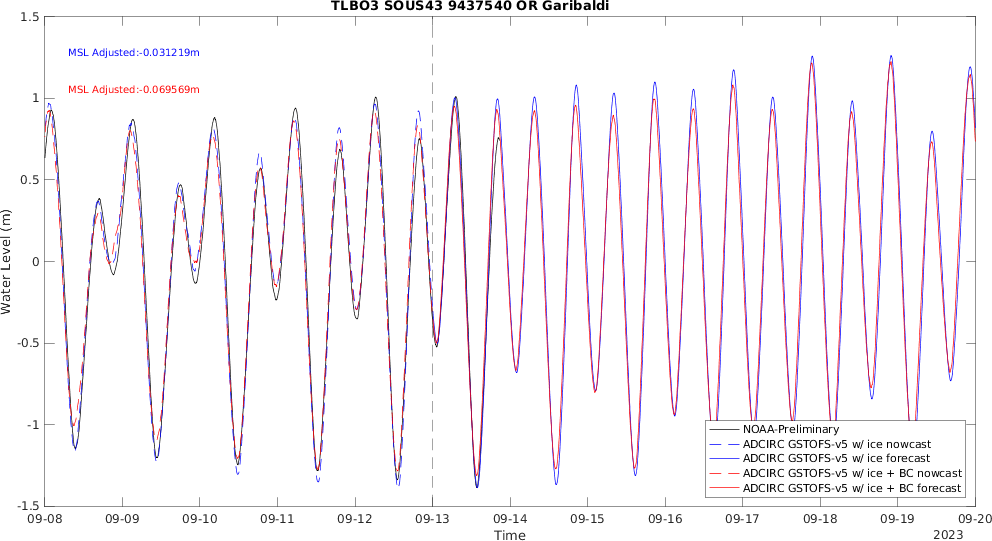 TLBO3 SOUS43 9437540 OR Garibaldi
1.5
MSL Adjusted:-0.031219m
MSL Adjusted:-0.069569m
1
0.5
Water Level (m)
0
-0.5
-1
NOAA-Preliminary
ADCIRC GSTOFS-v5 w/ ice nowcast
ADCIRC GSTOFS-v5 w/ ice forecast
ADCIRC GSTOFS-v5 w/ ice + BC nowcast
ADCIRC GSTOFS-v5 w/ ice + BC forecast
-1.5
09-08 09-09 09-10 09-11 09-12 09-13 09-14 09-15 09-16 09-17 09-18 09-19 09-20
Time
2023